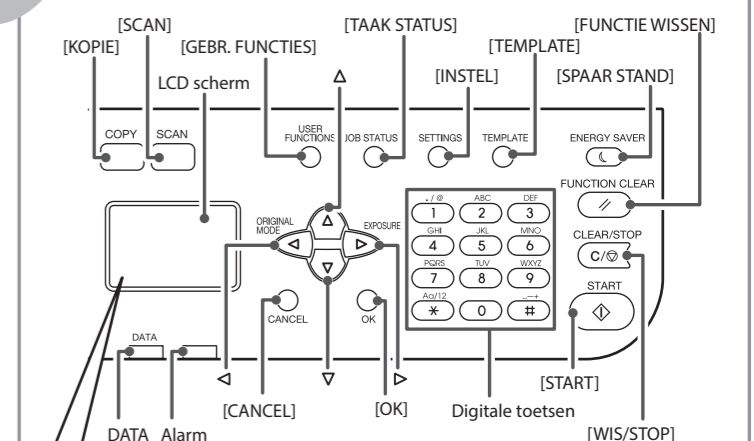 [SCAN]
[TAAK STATUS]
[FUNCTIE WISSEN]
[KOPIE]
[GEBR. FUNCTIES]
[TEMPLATE]
LCD scherm
△
[INSTEL]
[SPAAR STAND]
COPY
SCAN
USER
FUNCTIONS
JOB STATUS
SETTINGS
TEMPLATE
ENERGY SAVER
FUNCTION CLEAR
ORIGINAL
MODE
EXPOSURE
. / @
ABC
DEF
1
2
3
GHI
JKL
MNO
4
5
6
PQRS
TUV
WXYZ
7
8
9
Aa/12
_–+
✱
0
#
CLEAR/STOP
C/
START
CANCEL
OK
DATA
◁
▽
▷
[START]
[CANCEL]
[OK]
Digitale toetsen
DATA
Alarm
[WIS/STOP]